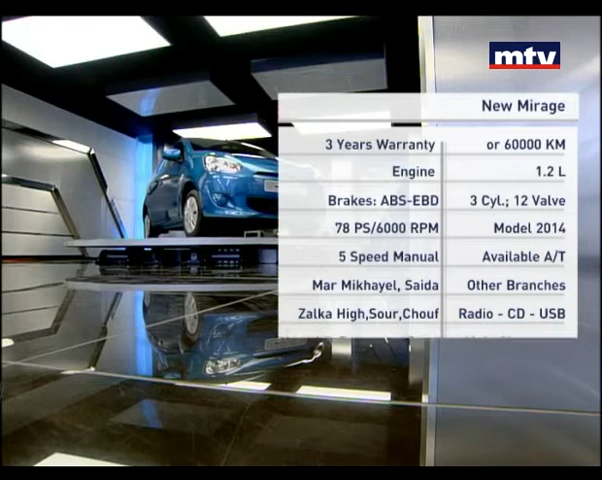 mtv
New Mirage
3 Years Warranty or 60000 KM
Engine 1.2 L
Brakes: ABS-EBD 3 Cyl.; 12 Valve
78 PS/6000 RPM Model 2014
5 Speed Manual Available A/T
Mar Mikhayel, Saida Other Branches
Zalka High,Sour,Chouf Radio - CD - USB